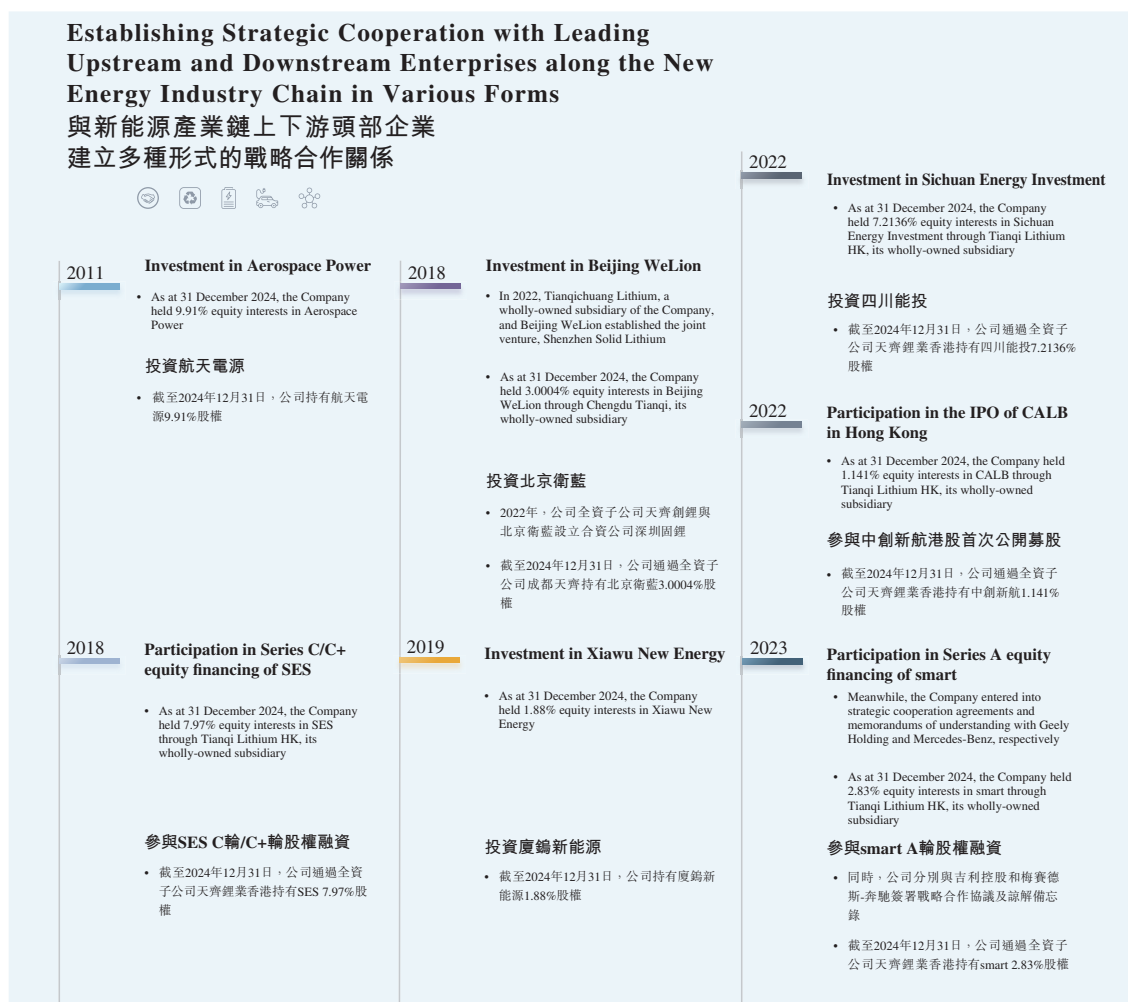 Establishing Strategic Cooperation with Leading
Upstream and Downstream Enterprises along the New
Energy Industry Chain in Various Forms
與新能源產業鏈上下游頭部企業
建立多種形式的戰略合作關係
2011
Investment in Aerospace Power
• As at 31 December 2024, the Company
held 9.91% equity interests in Aerospace
Power
投資航天電源
• 截至2024年12月31日，公司持有航天電
源9.91%股權
2018
Participation in Series C/C+
equity financing of SES
• As at 31 December 2024, the Company
held 7.97% equity interests in SES
through Tianqi Lithium HK, its
wholly-owned subsidiary
參與SES C輪/C+輪股權融資
• 截至2024年12月31日，公司通過全資
子公司天齊鋰業香港持有SES 7.97%股
權
2018
Investment in Beijing WeLion
• In 2022, Tianqichuang Lithium, a
wholly-owned subsidiary of the Company,
and Beijing WeLion established the joint
venture, Shenzhen Solid Lithium
• As at 31 December 2024, the Company
held 3.0004% equity interests in Beijing
WeLion through Chengdu Tianqi, its
wholly-owned subsidiary
投資北京衛藍
• 2022年，公司全資子公司天齊創鋰與
北京衛藍設立合資公司深圳固鋰
• 截至2024年12月31日，公司通過全資子
公司成都天齊持有北京衛藍3.0004%股
權
2019
Investment in Xiawu New Energy
• As at 31 December 2024, the Company
held 1.88% equity interests in Xiawu New
Energy
投資廈鎢新能源
• 截至2024年12月31日，公司持有廈鎢新
能源1.88%股權
2022
Investment in Sichuan Energy Investment
• As at 31 December 2024, the Company
held 7.2136% equity interests in Sichuan
Energy Investment through Tianqi Lithium
HK, its wholly-owned subsidiary
投資四川能投
• 截至2024年12月31日，公司通過全資子
公司天齊鋰業香港持有四川能投7.2136%
股權
2022
Participation in the IPO of CALB
in Hong Kong
• As at 31 December 2024, the Company held
1.141% equity interests in CALB through
Tianqi Lithium HK, its wholly-owned
subsidiary
參與中創新航港股首次公開募股
• 截至2024年12月31日，公司通過全資子
公司天齊鋰業香港持有中創新航1.141%
股權
2023
Participation in Series A equity
financing of smart
• Meanwhile, the Company entered into
strategic cooperation agreements and
memorandums of understanding with Geely
Holding and Mercedes-Benz, respectively
• As at 31 December 2024, the Company held
2.83% equity interests in smart through
Tianqi Lithium HK, its wholly-owned
subsidiary
參與smart A輪股權融資
• 同時，公司分別與吉利控股和梅賽德
斯-奔馳簽署戰略合作協議及諒解備忘
錄
• 截至2024年12月31日，公司通過全資子
公司天齊鋰業香港持有smart 2.83%股權